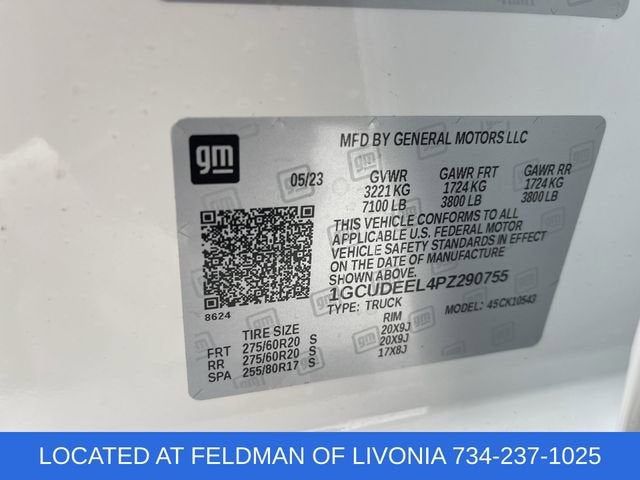 gm
MFD BY GENERAL MOTORS LLC
05/23 GVWR GAWR FRT GAWR RR
3221 KG 1724 KG 1724 KG
7100 LB 3800 LB 3800 LB
THIS VEHICLE CONFORMS TO ALL
APPLICABLE U.S. FEDERAL MOTOR
VEHICLE SAFETY STANDARDS IN EFFECT
ON THE DATE OF MANUFACTURE
SHOWN ABOVE.
1GCUDEEL4PZ290755
TYPE: TRUCK MODEL: 45CK10543
8624
TIRE SIZE RIM
FRT 275/60R20 S 20X9J
RR 275/60R20 S 20X9J
SPA 255/80R17 S 17X8J
LOCATED AT FELDMAN OF LIVONIA 734-237-1025